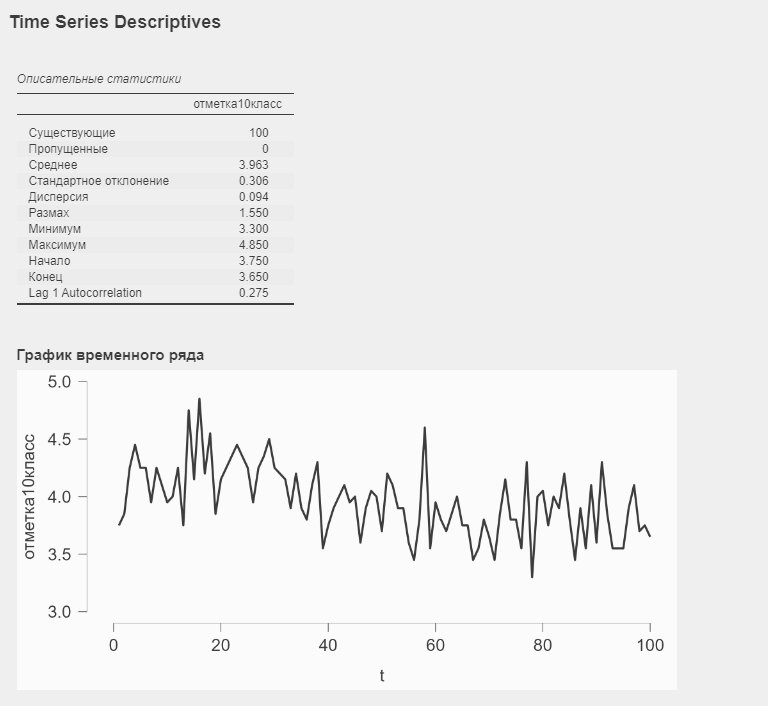 Time Series Descriptives
Описательные статистики
отметка10класс
Существующие 100
Пропущенные 0
Среднее 3.963
Стандартное отклонение 0.306
Дисперсия 0.094
Размах 1.550
Минимум 3.300
Максимум 4.850
Начало 3.750
Конец 3.650
Lag 1 Autocorrelation 0.275
График временного ряда
отметка10класс
5.0
4.5
4.0
3.5
3.0
0 20 40 60 80 100
t